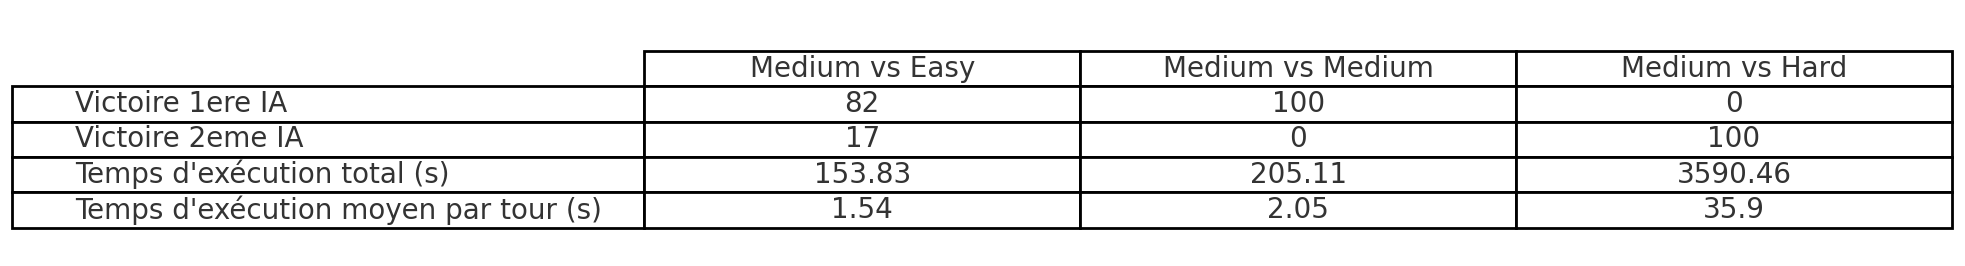 Medium vs Easy Medium vs Medium Medium vs Hard
Victoire 1ere IA 82 100 0
Victoire 2eme IA 17 0 100
Temps d'exécution total (s) 153.83 205.11 3590.46
Temps d'exécution moyen par tour (s) 1.54 2.05 35.9